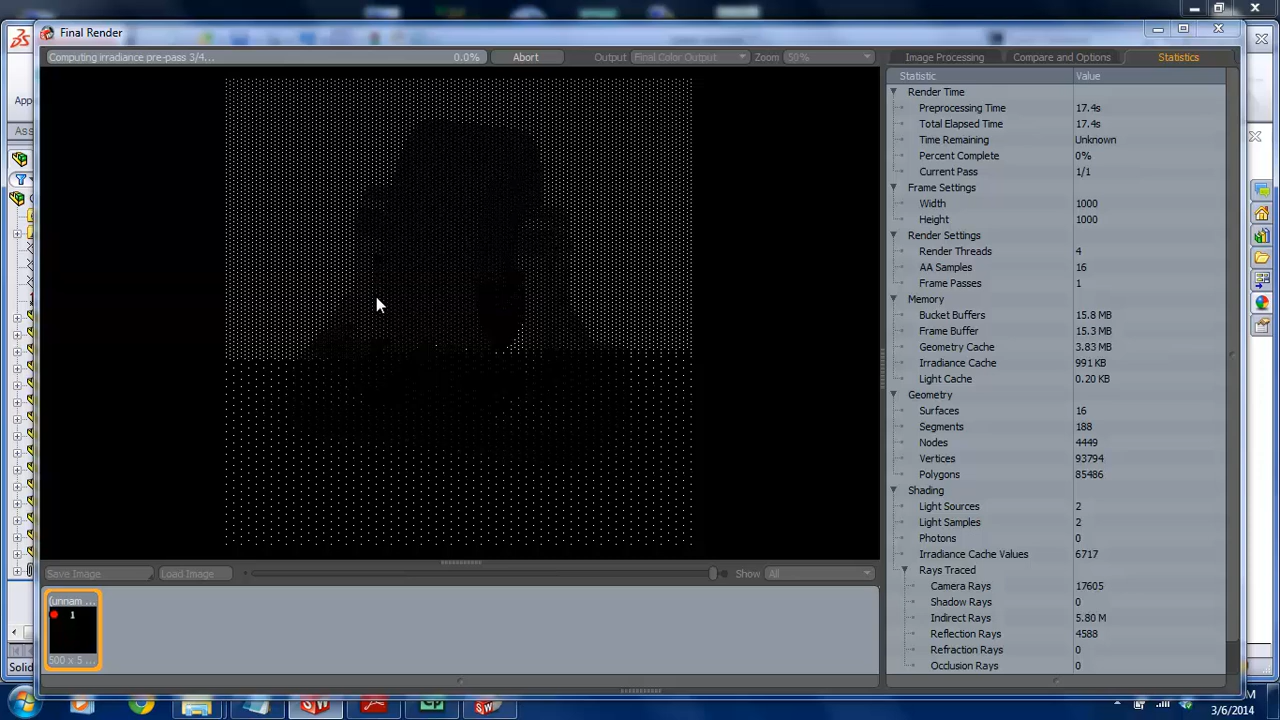 Final Render
Computing irradiance pre-pass 3/4... 0.0% Abort Output Final Color Output Zoom 50%
Image Processing Compare and Options Statistics
Statistic Value
Render Time
Preprocessing Time 17.4s
Total Elapsed Time 17.4s
Time Remaining Unknown
Percent Complete 0%
Current Pass 1/1
Frame Settings
Width 1000
Height 1000
Render Settings
Render Threads 4
AA Samples 16
Frame Passes 1
Memory
Bucket Buffers 15.8 MB
Frame Buffer 15.3 MB
Geometry Cache 3.83 MB
Irradiance Cache 991 KB
Light Cache 0.20 KB
Geometry
Surfaces 16
Segments 188
Nodes 4449
Vertices 93794
Polygons 85486
Shading
Light Sources 2
Light Samples 2
Photons 0
Irradiance Cache Values 6717
Rays Traced
Camera Rays 17605
Shadow Rays 0
Indirect Rays 5.80 M
Reflection Rays 4588
Refraction Rays 0
Occlusion Rays 0
Save Image Load Image Show All
(unnam ...
1
500 x 5 ...
App
Ass
Solid
M
3/6/2014